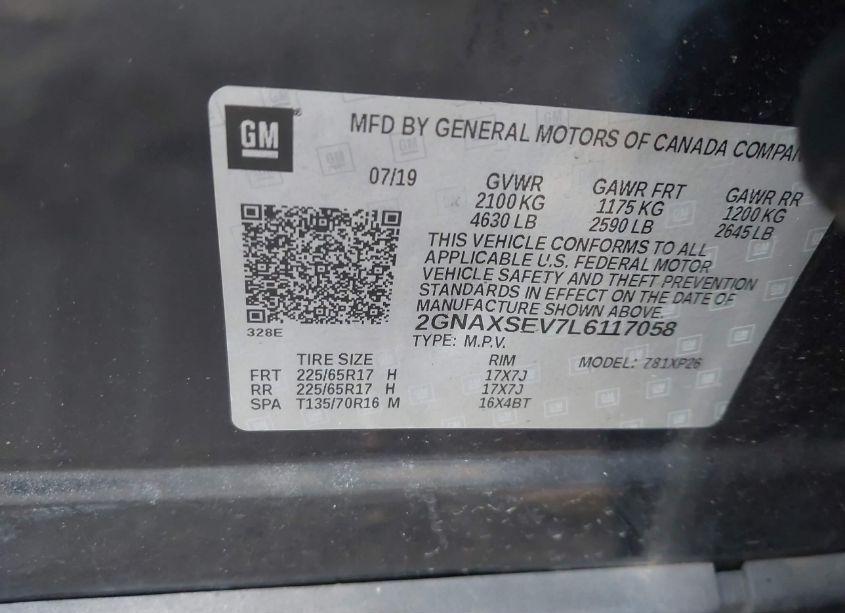 GM
MFD BY GENERAL MOTORS OF CANADA COMPAN
07/19
GVWR GAWR FRT GAWR RR
2100 KG 1175 KG 1200 KG
4630 LB 2590 LB 2645 LB
THIS VEHICLE CONFORMS TO ALL
APPLICABLE U.S. FEDERAL MOTOR
VEHICLE SAFETY AND THEFT PREVENTION
STANDARDS IN EFFECT ON THE DATE OF
MANUFACTURE SHOWN ABOVE.
2GNAXSEV7L6117058
TYPE: M.P.V. MODEL: 781XP26
328E
TIRE SIZE RIM
FRT 225/65R17 H 17X7J
RR 225/65R17 H 17X7J
SPA T135/70R16 M 16X4BT